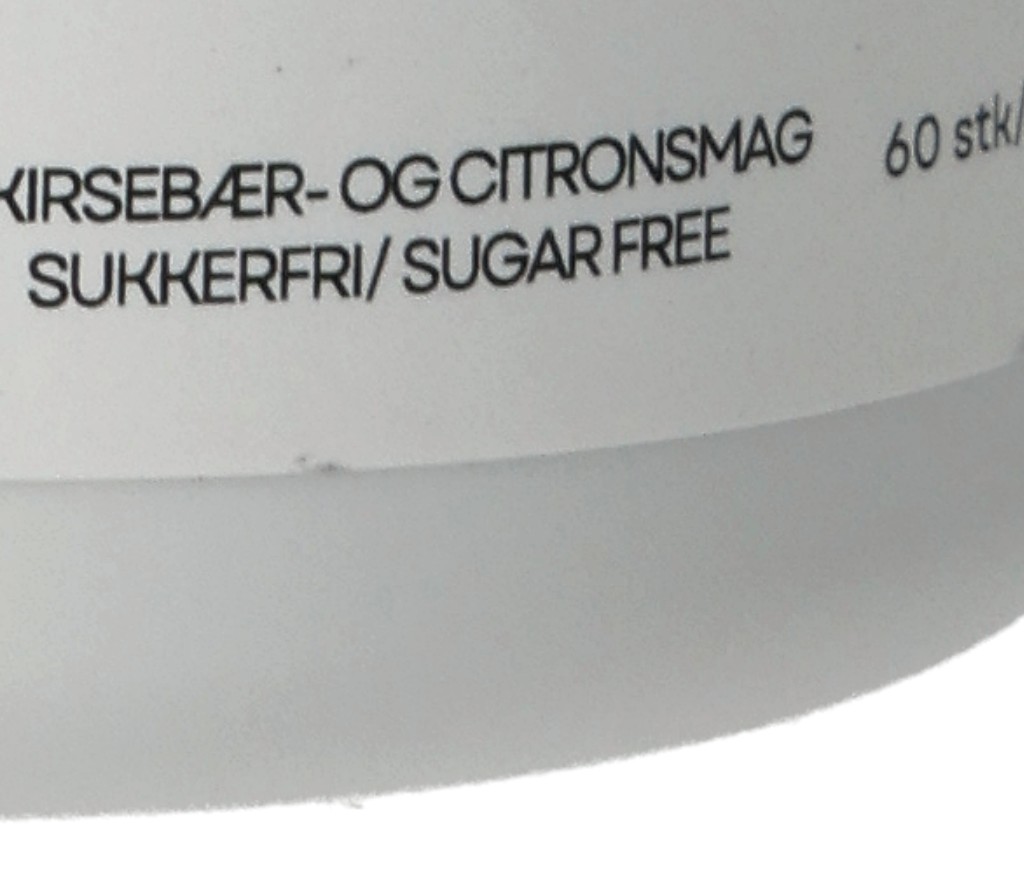 KIRSEBÆR- OG CITRONSMAG
SUKKERFRI/ SUGAR FREE
60 stk/